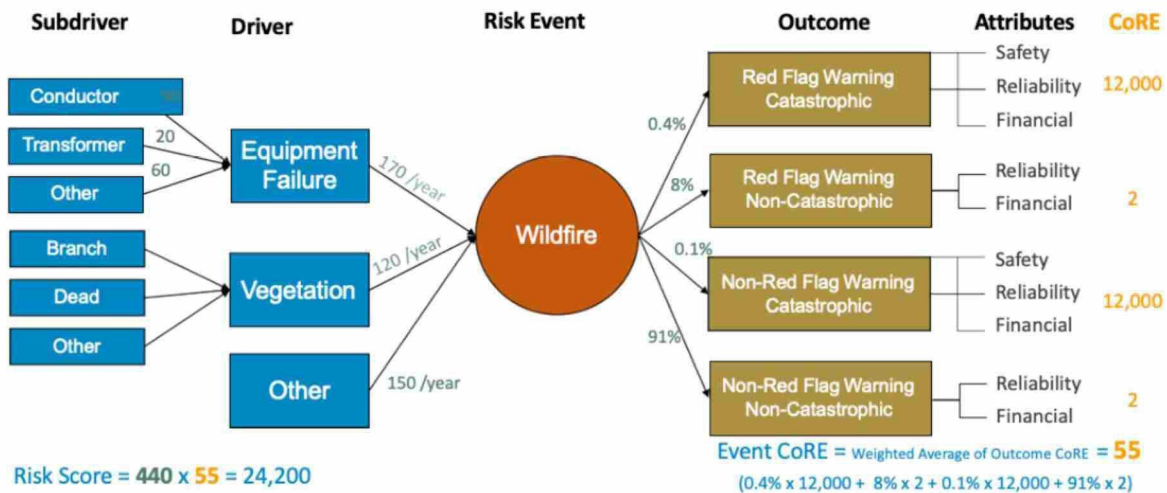 Subdriver
Driver
Risk Event
Outcome
Attributes
CoRE
Conductor
Transformer
20
Other
60
Branch
Dead
Other
Equipment
Failure
Vegetation
Other
170 /year
120 /year
150 /year
Wildfire
0.4%
8%
0.1%
91%
Red Flag Warning
Catastrophic
Safety
Reliability
Financial
12,000
Red Flag Warning
Non-Catastrophic
Reliability
Financial
2
Non-Red Flag Warning
Catastrophic
Safety
Reliability
Financial
12,000
Non-Red Flag Warning
Non-Catastrophic
Reliability
Financial
2
Risk Score = 440 x 55 = 24,200
Event CoRE = Weighted Average of Outcome CoRE = 55
(0.4% x 12,000 + 8% x 2 + 0.1% x 12,000 + 91% x 2)